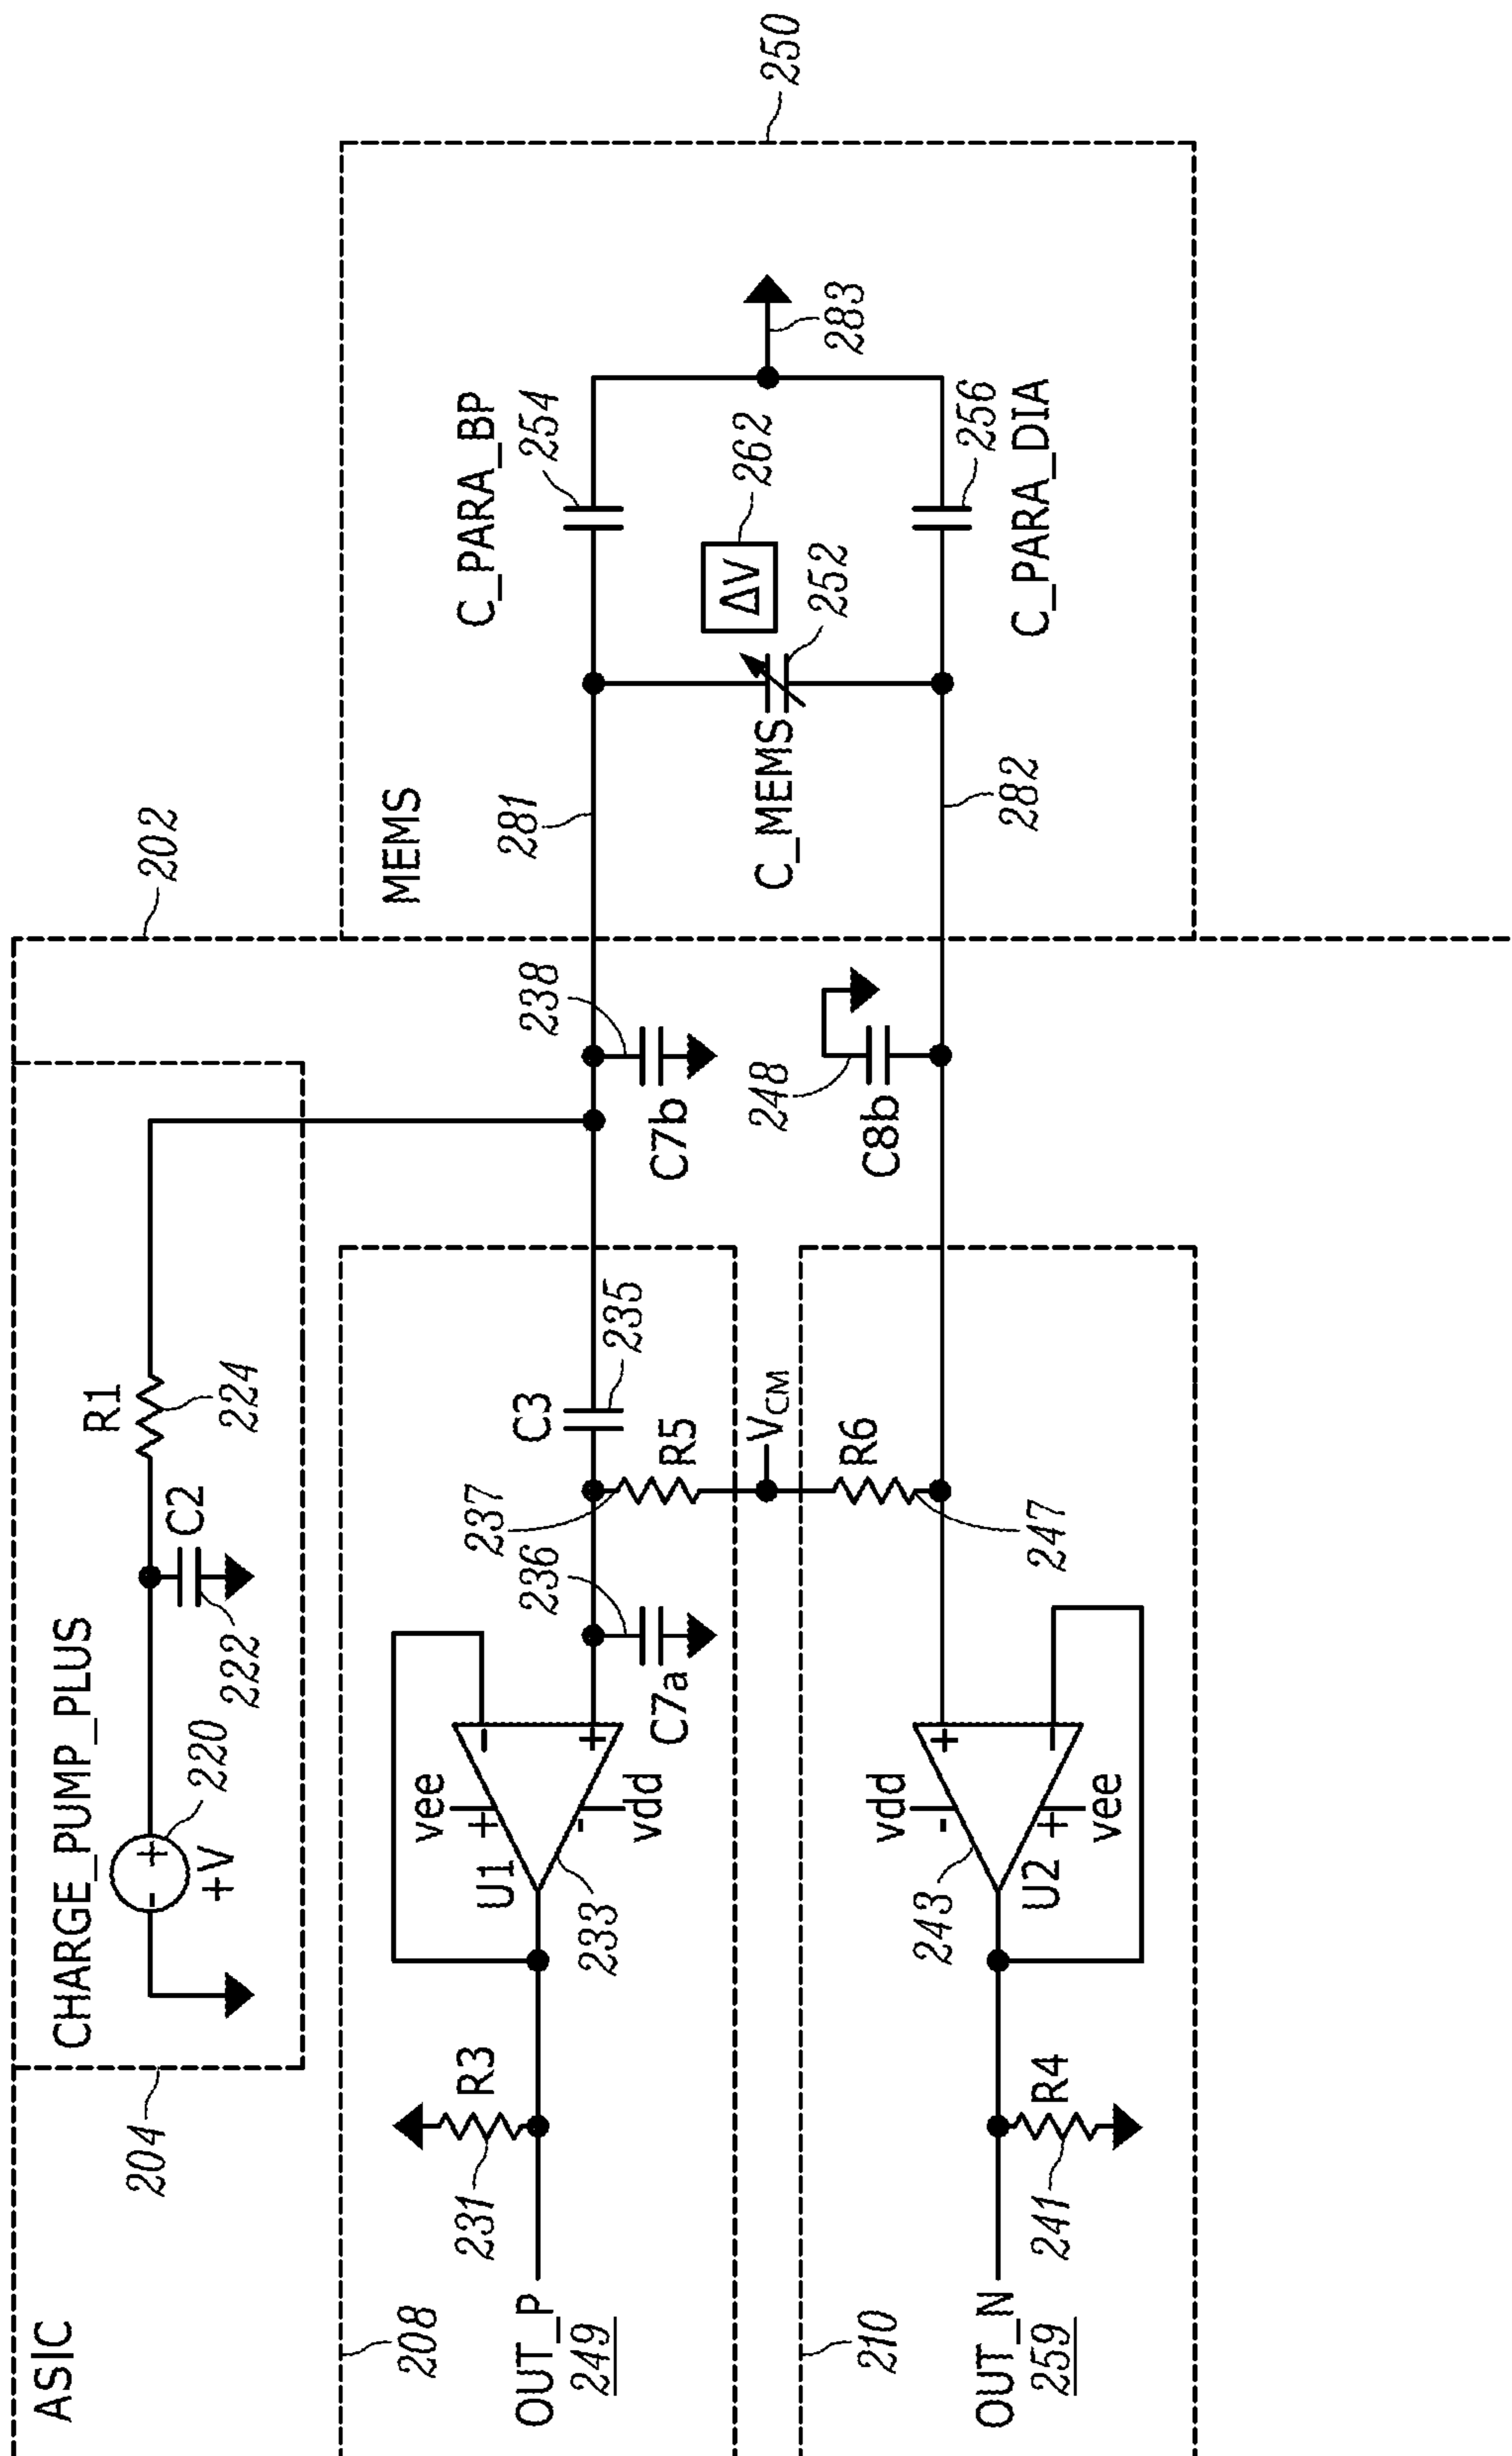 ASIC
202
204
CHARGE_PUMP_PLUS
+
-
+V
220
C2
222
R1
224
208
OUT_P
249
R3
231
U1
vee
+
-
vdd
-
+
233
C7a
236
237
R5
C3
235
C7b
238
VCM
210
OUT_N
259
R4
241
U2
vdd
-
+
vee
+
-
243
R6
247
C8b
248
MEMS
250
281
282
C_MEMS
252
ΔV
262
C_PARA_BP
254
C_PARA_DIA
256
283